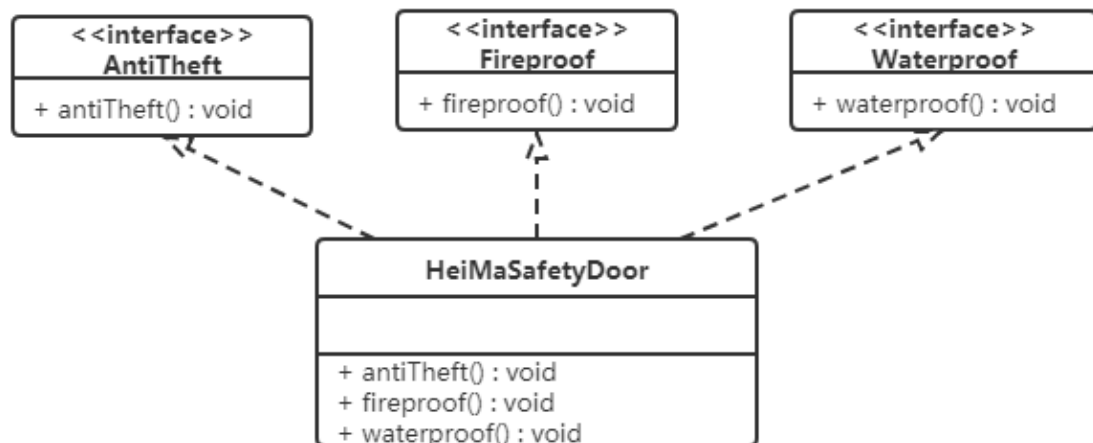 <<interface>>
AntiTheft
+ antiTheft() : void
<<interface>>
Fireproof
+ fireproof() : void
<<interface>>
Waterproof
+ waterproof() : void
HeiMaSafetyDoor
+ antiTheft() : void
+ fireproof() : void
+ waterproof() : void